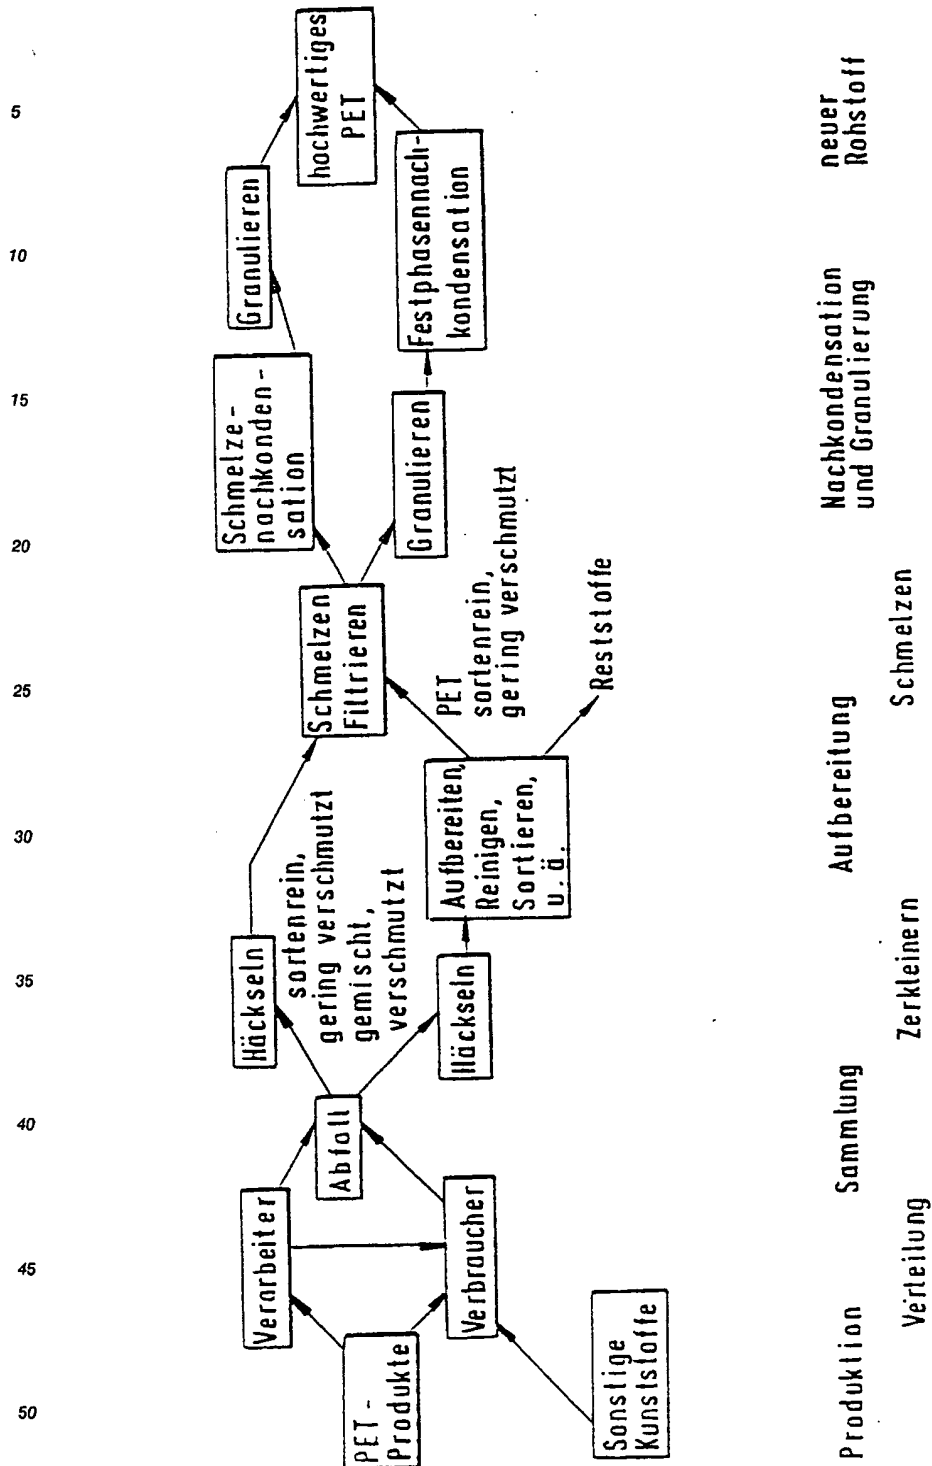 5
10
15
20
25
30
35
40
45
50
PET-
Produkte
Sonstige
Kunststoffe
Verarbeiter
Verbraucher
Abfall
Häckseln
sortenrein,
gering verschmutzt
gemischt,
verschmutzt
Häckseln
Aufbereiten,
Reinigen,
Sortieren,
u. ä.
Reststoffe
PET
sortenrein,
gering verschmutzt
Schmelzen
Filtrieren
Schmelze-
nachkonden-
sation
Granulieren
Granulieren
Festphasennach-
kondensation
hochwertiges
PET
Produktion
Verteilung
Sammlung
Zerkleinern
Aufbereitung
Schmelzen
Nachkondensation
und Granulierung
neuer
Rohstoff